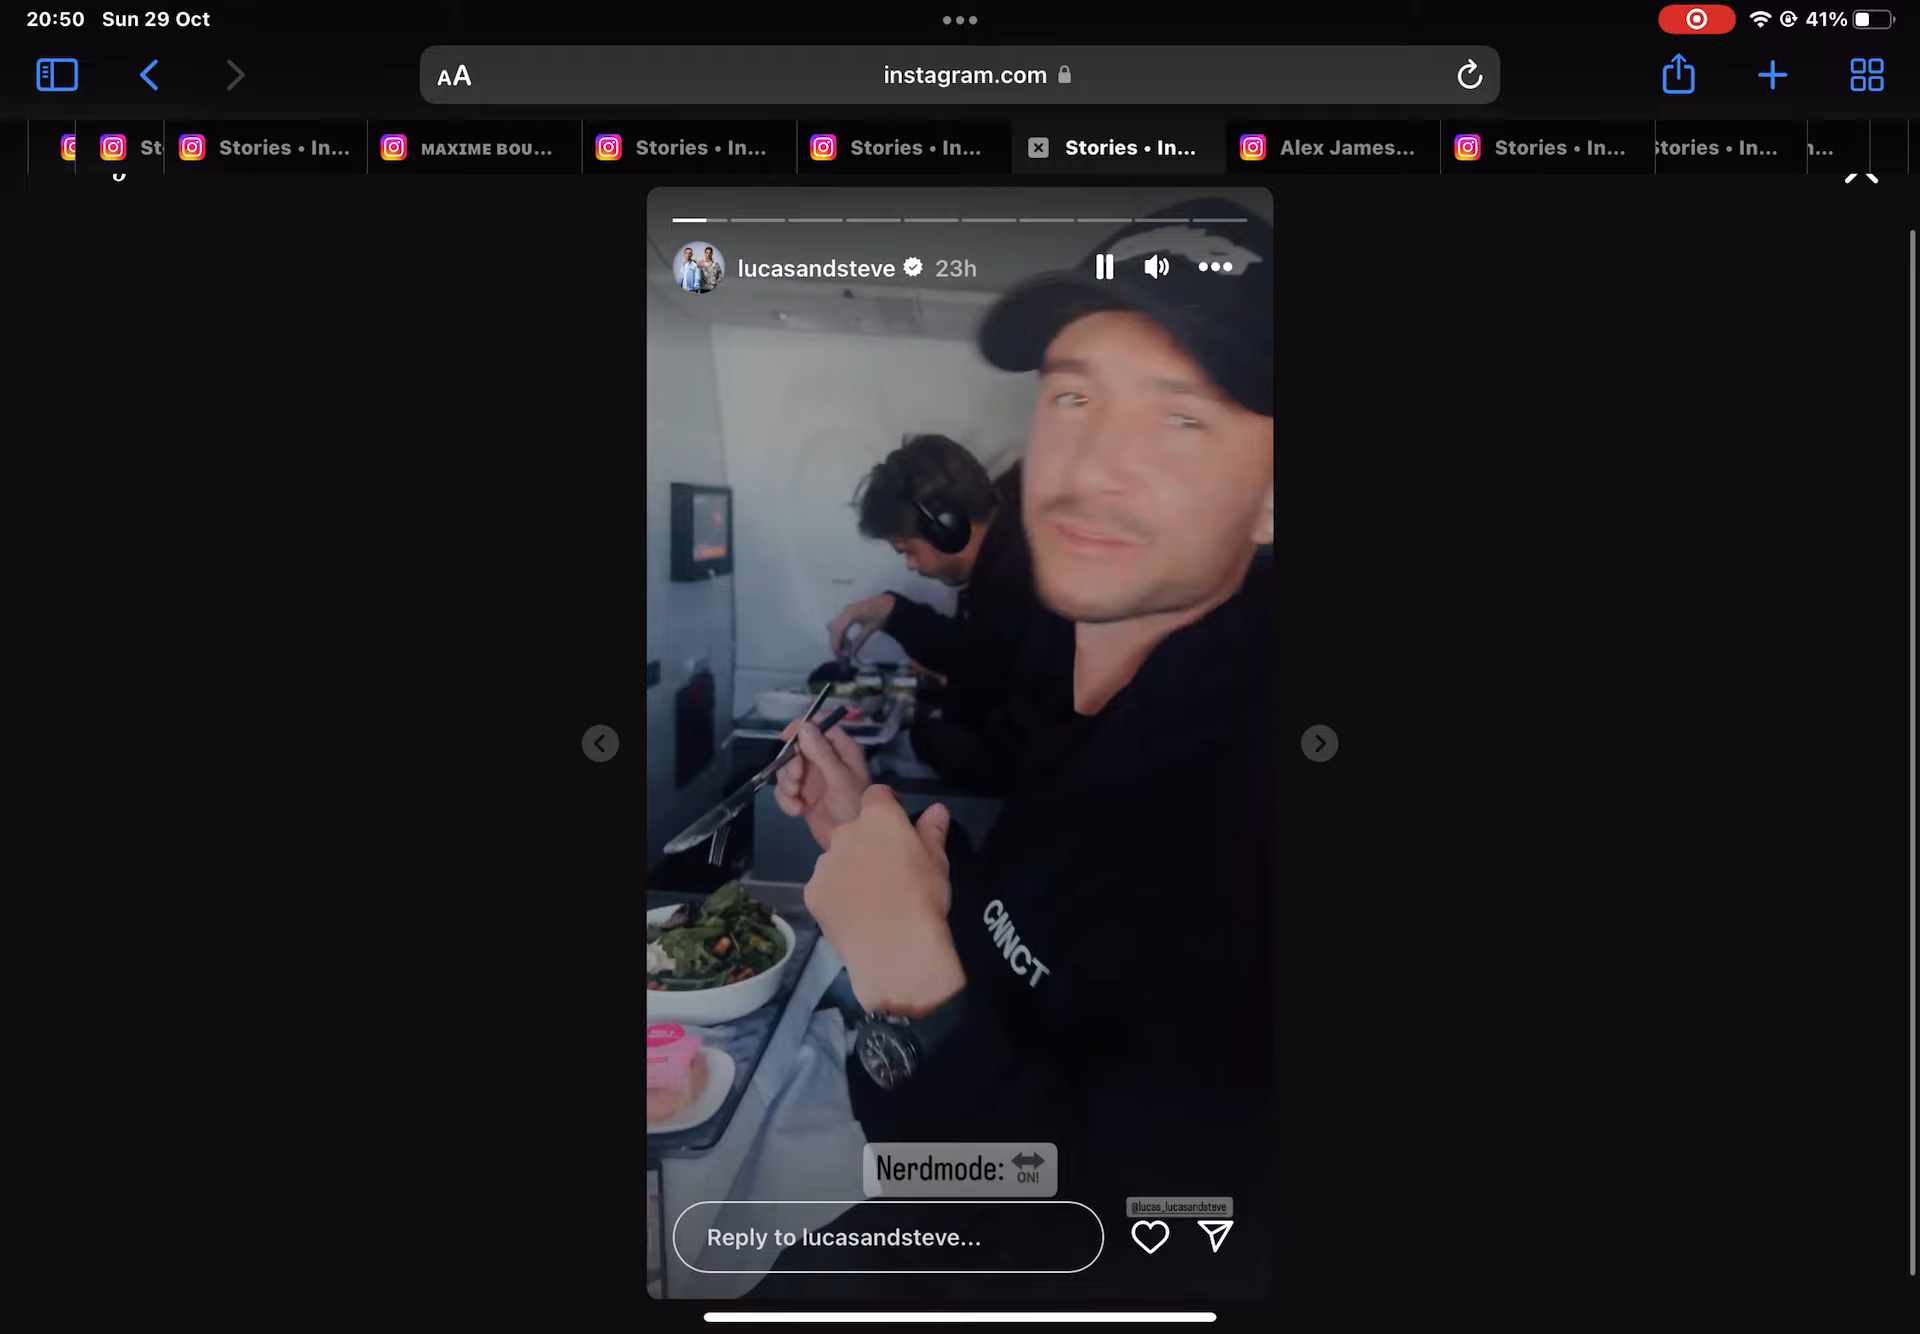 20:50 Sun 29 Oct
41%
AA
instagram.com
St
Stories • In...
MAXIME BOU...
Stories • In...
Stories • In...
Stories • In...
Alex James...
Stories • In...
Stories • In...
lucasandsteve 23h
CNNCT
Nerdmode: ON!
@lucas_lucasandsteve
Reply to lucasandsteve...